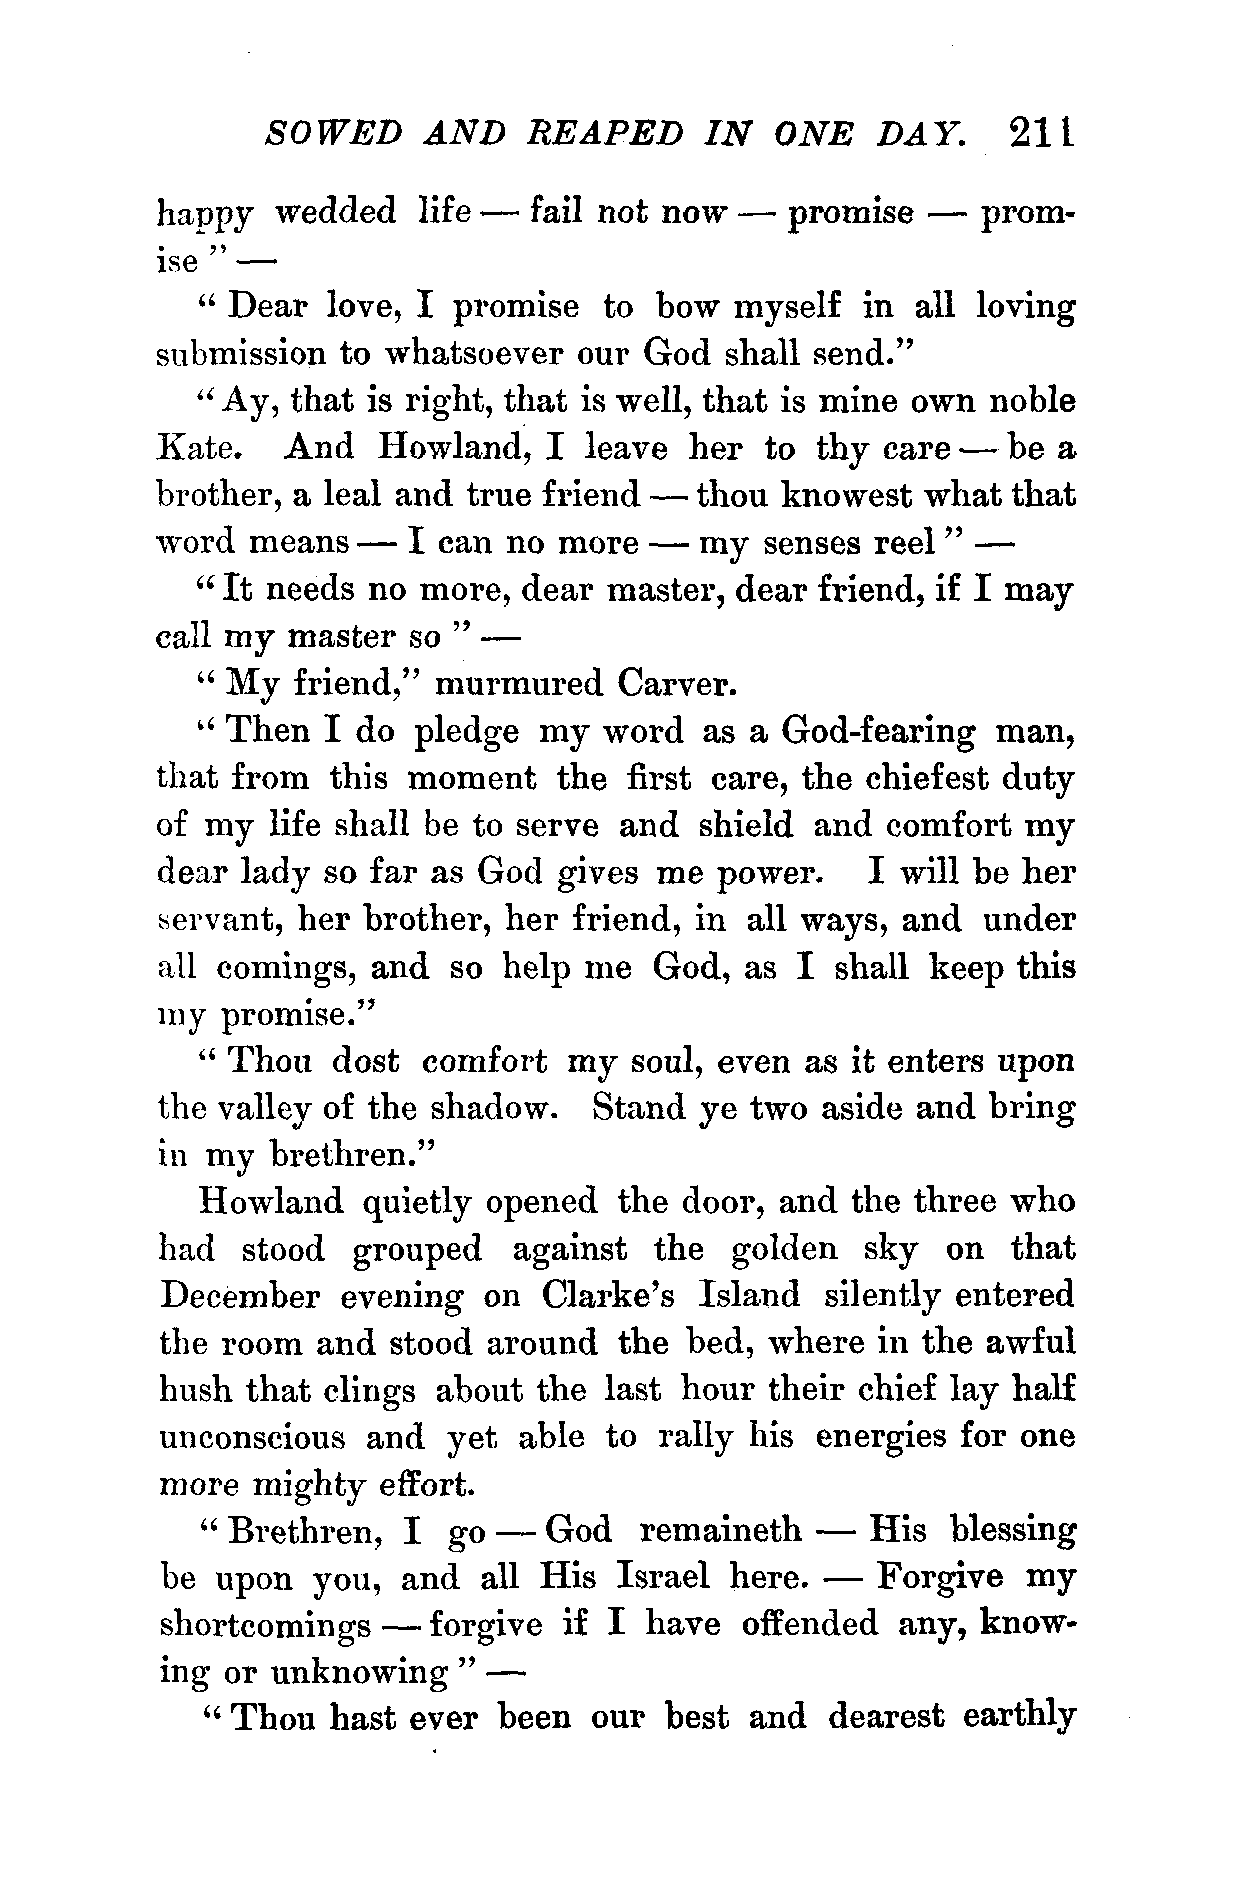 SOWED AND REAPED IN ONE DAY. 211
happy wedded life — fail not now — promise — prom-
ise" —
"Dear love, I promise to bow myself in all loving
submission to whatsoever our God shall send."
"Ay, that is right, that is well, that is mine own noble
Kate. And Howland, I leave her to thy care — be a
brother, a leal and true friend — thou knowest what that
word means — I can no more — my senses reel" —
"It needs no more, dear master, dear friend, if I may
call my master so" —
"My friend," murmured Carver.
"Then I do pledge my word as a God-fearing man,
that from this moment the first care, the chiefest duty
of my life shall be to serve and shield and comfort my
dear lady so far as God gives me power. I will be her
servant, her brother, her friend, in all ways, and under
all comings, and so help me God, as I shall keep this
my promise."
"Thou dost comfort my soul, even as it enters upon
the valley of the shadow. Stand ye two aside and bring
in my brethren."
Howland quietly opened the door, and the three who
had stood grouped against the golden sky on that
December evening on Clarke's Island silently entered
the room and stood around the bed, where in the awful
hush that clings about the last hour their chief lay half
unconscious and yet able to rally his energies for one
more mighty effort.
"Brethren, I go — God remaineth — His blessing
be upon you, and all His Israel here. — Forgive my
shortcomings — forgive if I have offended any, know-
ing or unknowing" —
"Thou hast ever been our best and dearest earthly